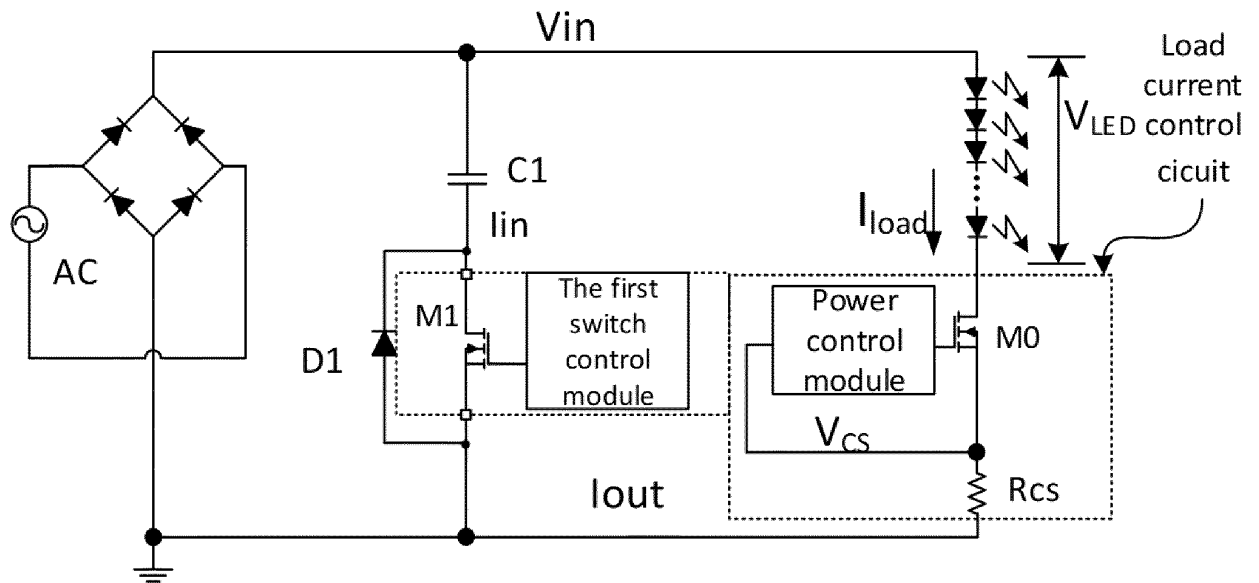 Vin
Load
current
V_LED control
cicuit
C1
Iin
I_load
AC
M1
The first
switch
control
module
D1
Power
control
module
M0
V_CS
Iout
Rcs